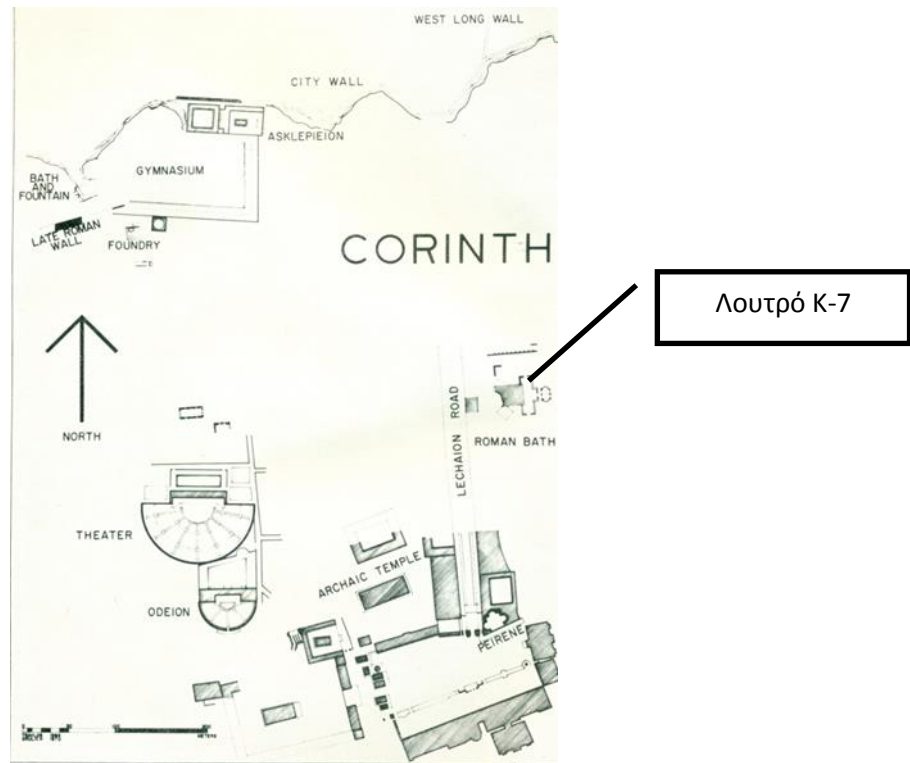 WEST LONG WALL
CITY WALL
ASKLEPIEION
GYMNASIUM
BATH
AND
FOUNTAIN
LATE ROMAN
WALL
FOUNDRY
CORINTH
Λουτρό Κ-7
NORTH
LECHAION ROAD
ROMAN BATH
THEATER
ARCHAIC TEMPLE
ODEION
PEIRENE
METERS